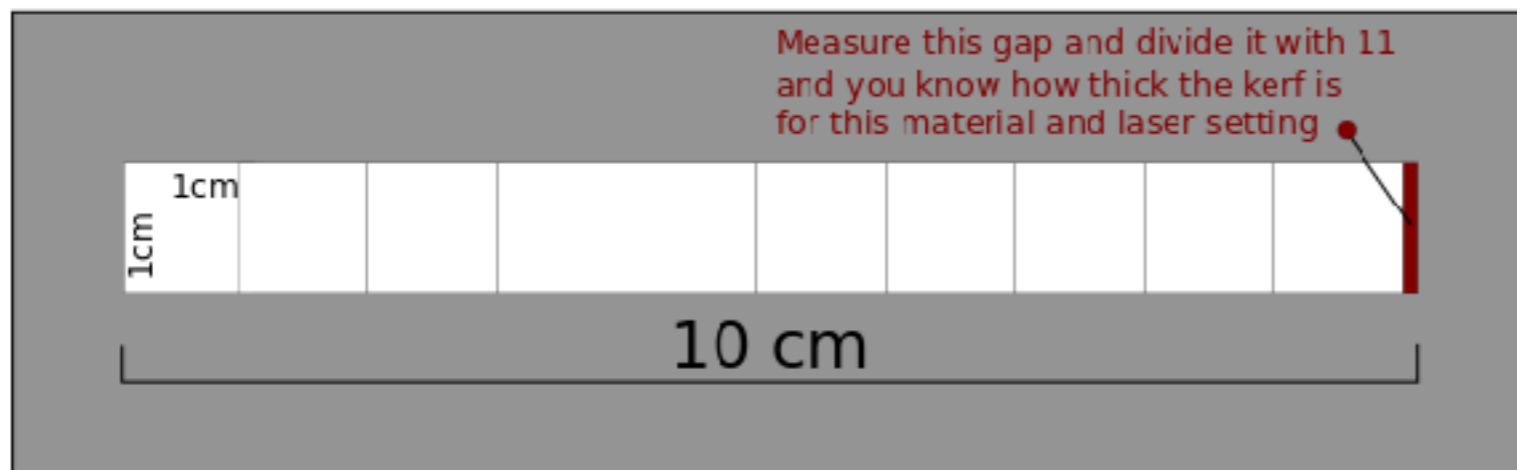 Measure this gap and divide it with 11
and you know how thick the kerf is
for this material and laser setting
1cm
1cm
10 cm